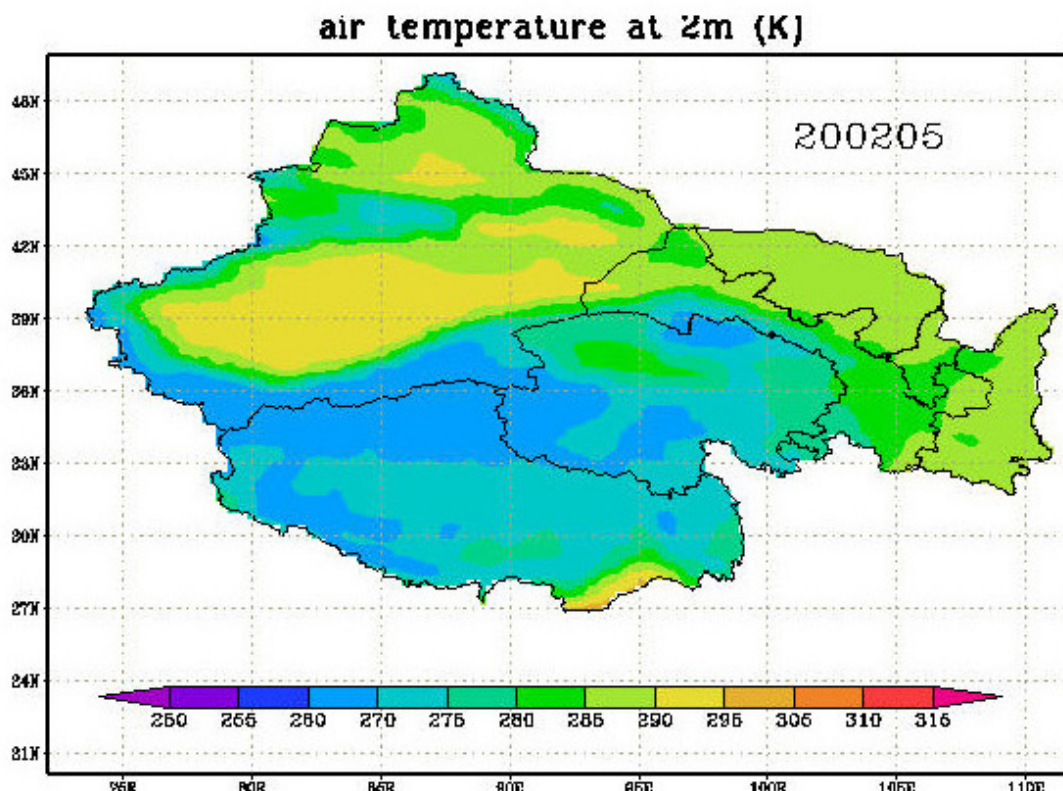 air temperature at 2m (K)
200205
48N
45N
42N
39N
36N
33N
30N
27N
24N
21N
250 255 260 270 275 280 285 290 295 305 310 315
75E 80E 85E 90E 95E 100E 105E 110E